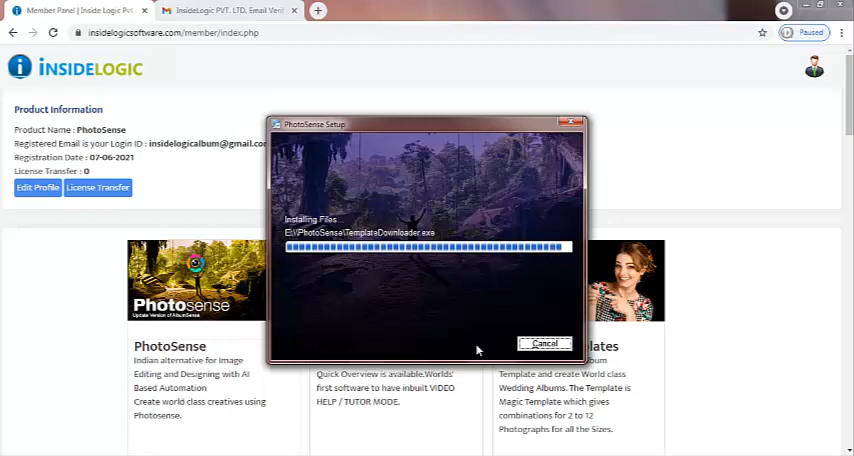 Member Panel | Inside Logic Pvt.
InsideLogic PVT. LTD. Email Veri
insidelogicsoftware.com/member/index.php
Paused
iNSIDELOGIC
Product Information
Product Name : PhotoSense
Registered Email is your Login ID : insidelogicalbum@gmail.co
Registration Date : 07-06-2021
License Transfer : 0
Edit Profile
License Transfer
PhotoSense Setup
Installing Files...
E:\\PhotoSense\TemplateDownloader.exe
Cancel
Photosense
Update Version of AlbumSense
PhotoSense
Indian alternative for Image
Editing and Designing with AI
Based Automation
Create world class creatives using
Photosense.
Quick Overview is available.Worlds'
first software to have inbuilt VIDEO
HELP / TUTOR MODE.
lates
bum
Template and create World class
Wedding Albums. The Template is
Magic Template which gives
combinations for 2 to 12
Photographs for all the Sizes.